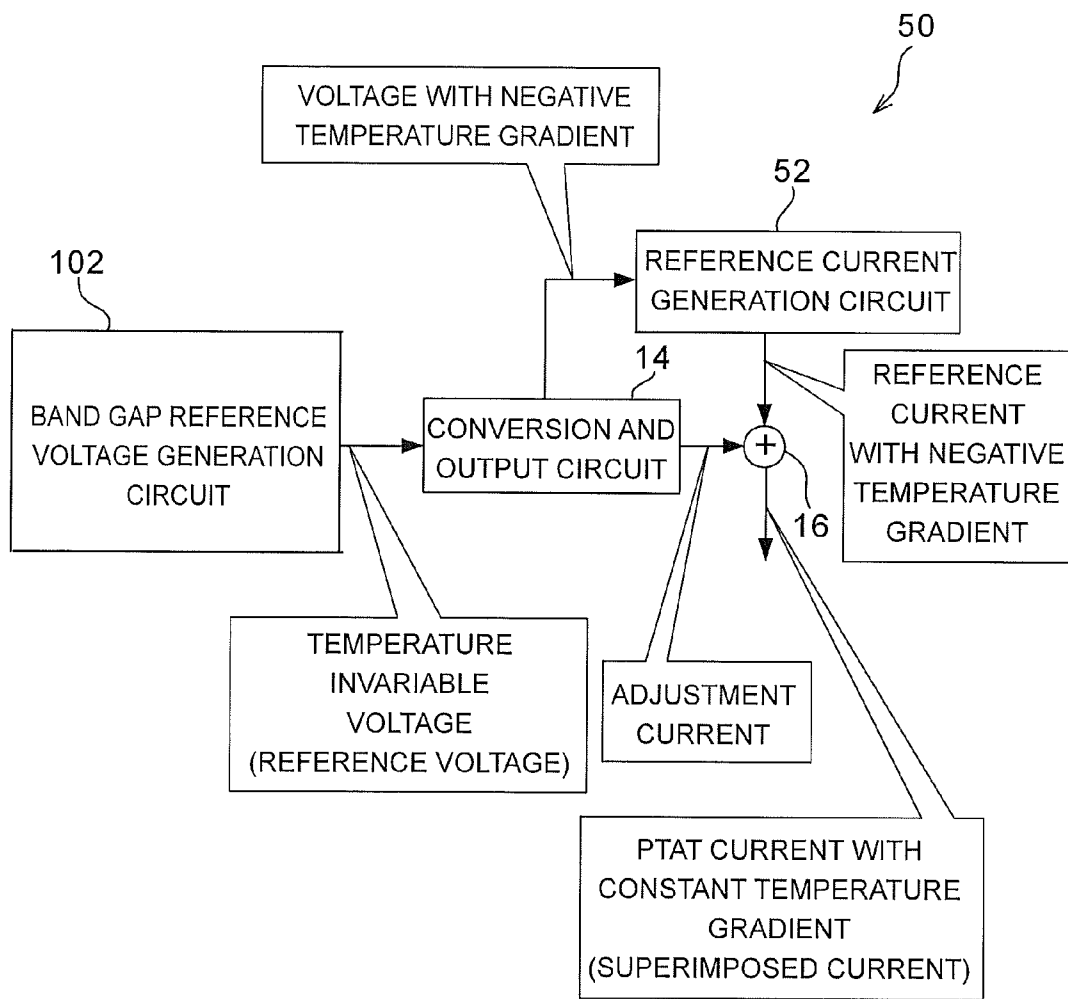 50
VOLTAGE WITH NEGATIVE
TEMPERATURE GRADIENT
52
REFERENCE CURRENT
GENERATION CIRCUIT
102
BAND GAP REFERENCE
VOLTAGE GENERATION
CIRCUIT
14
CONVERSION AND
OUTPUT CIRCUIT
+
16
REFERENCE
CURRENT
WITH NEGATIVE
TEMPERATURE
GRADIENT
TEMPERATURE
INVARIABLE
VOLTAGE
(REFERENCE VOLTAGE)
ADJUSTMENT
CURRENT
PTAT CURRENT WITH
CONSTANT TEMPERATURE
GRADIENT
(SUPERIMPOSED CURRENT)